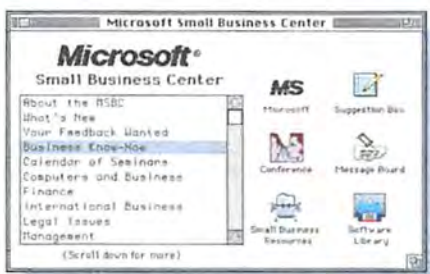 Microsoft Small Business Center
Microsoft®
Small Business Center
About the MSBC
What's New
Your Feedback Wanted
Business Know-How
Calendar of Seminars
Computers and Business
Finance
International Business
Legal Issues
Management
(Scroll down for more)
MS
Microsoft
Suggestion Box
Conference
Message Board
Small Business
Resources
Software
Library